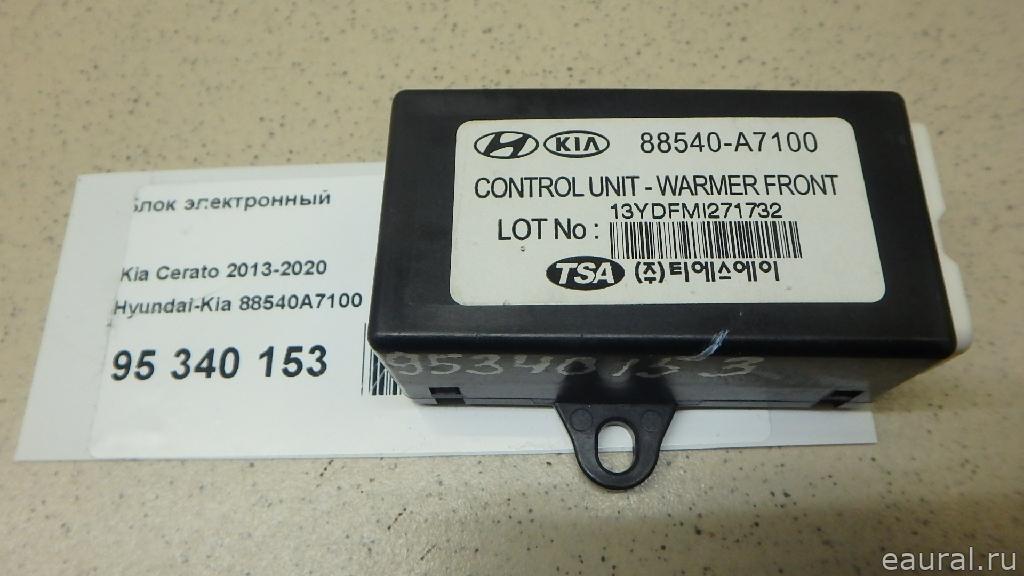 KIA 88540-A7100
CONTROL UNIT - WARMER FRONT
13YDFMI271732
LOT No :
TSA (주)티에스에이
Блок электронный
Kia Cerato 2013-2020
Hyundai-Kia 88540A7100
95 340 153
95340153
eaural.ru